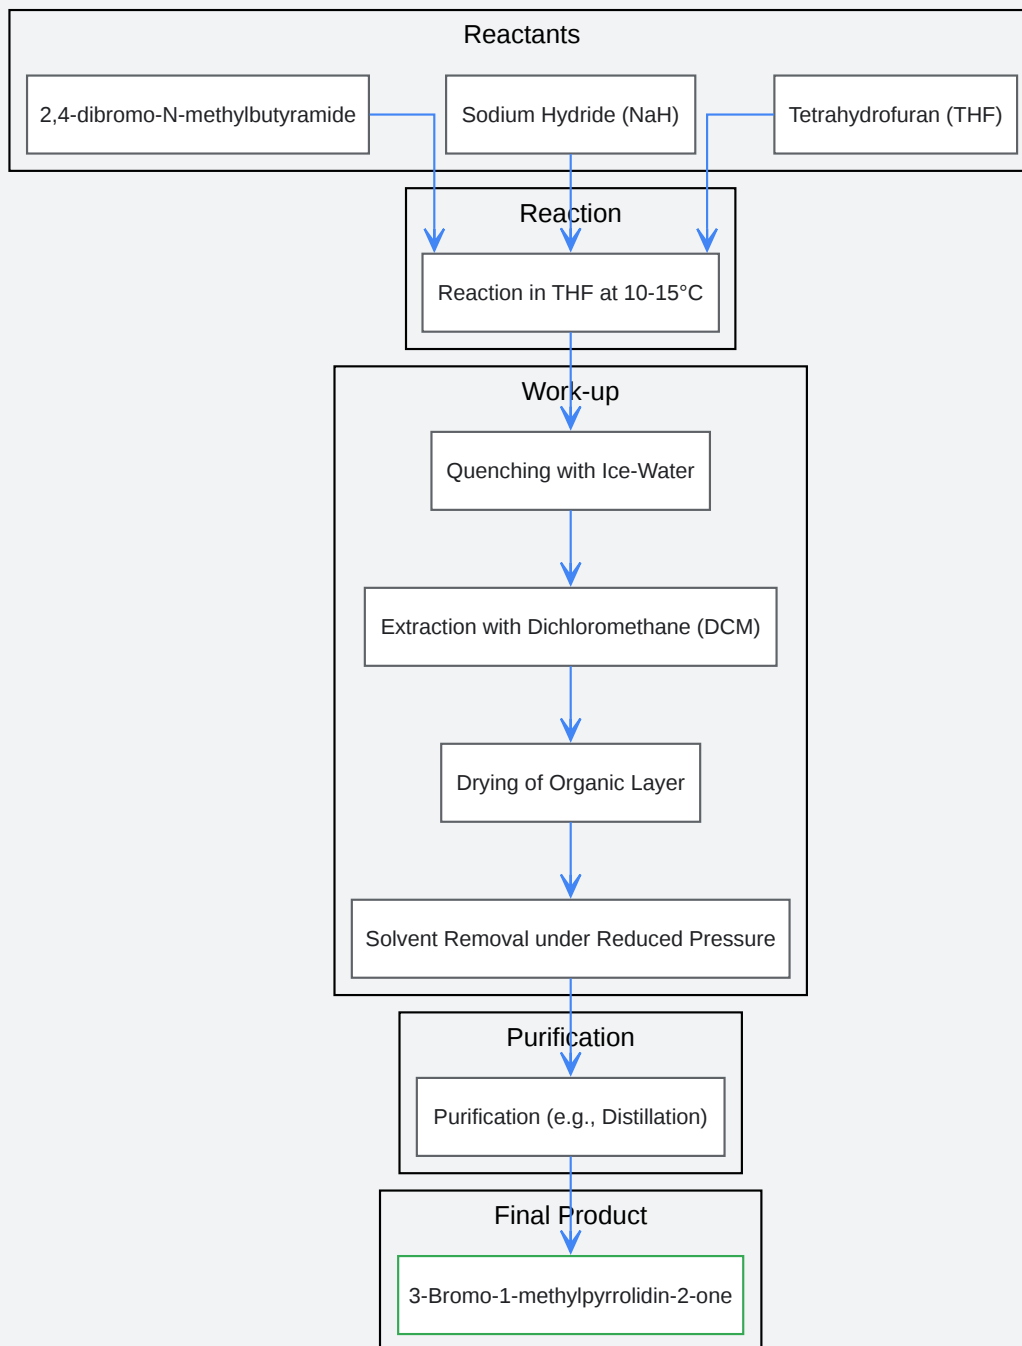 Reactants
2,4-dibromo-N-methylbutyramide
Sodium Hydride (NaH)
Tetrahydrofuran (THF)
Reaction
Reaction in THF at 10-15°C
Work-up
Quenching with Ice-Water
Extraction with Dichloromethane (DCM)
Drying of Organic Layer
Solvent Removal under Reduced Pressure
Purification
Purification (e.g., Distillation)
Final Product
3-Bromo-1-methylpyrrolidin-2-one